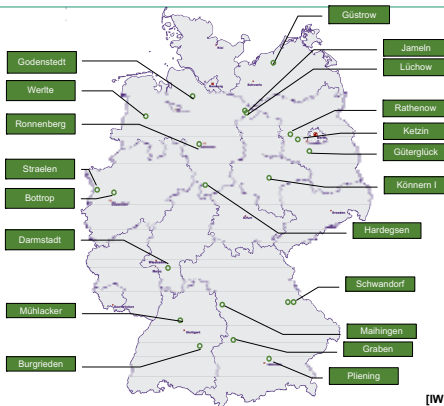 Güstrow
Godenstedt
Jameln
Werlte
Lüchow
Ronnenberg
Rathenow
Ketzin
Güterglück
Straelen
Könnern I
Bottrop
Hardegsen
Darmstadt
Schwandorf
Mühlacker
Maihingen
Graben
Burgrieden
Pliening
[IW